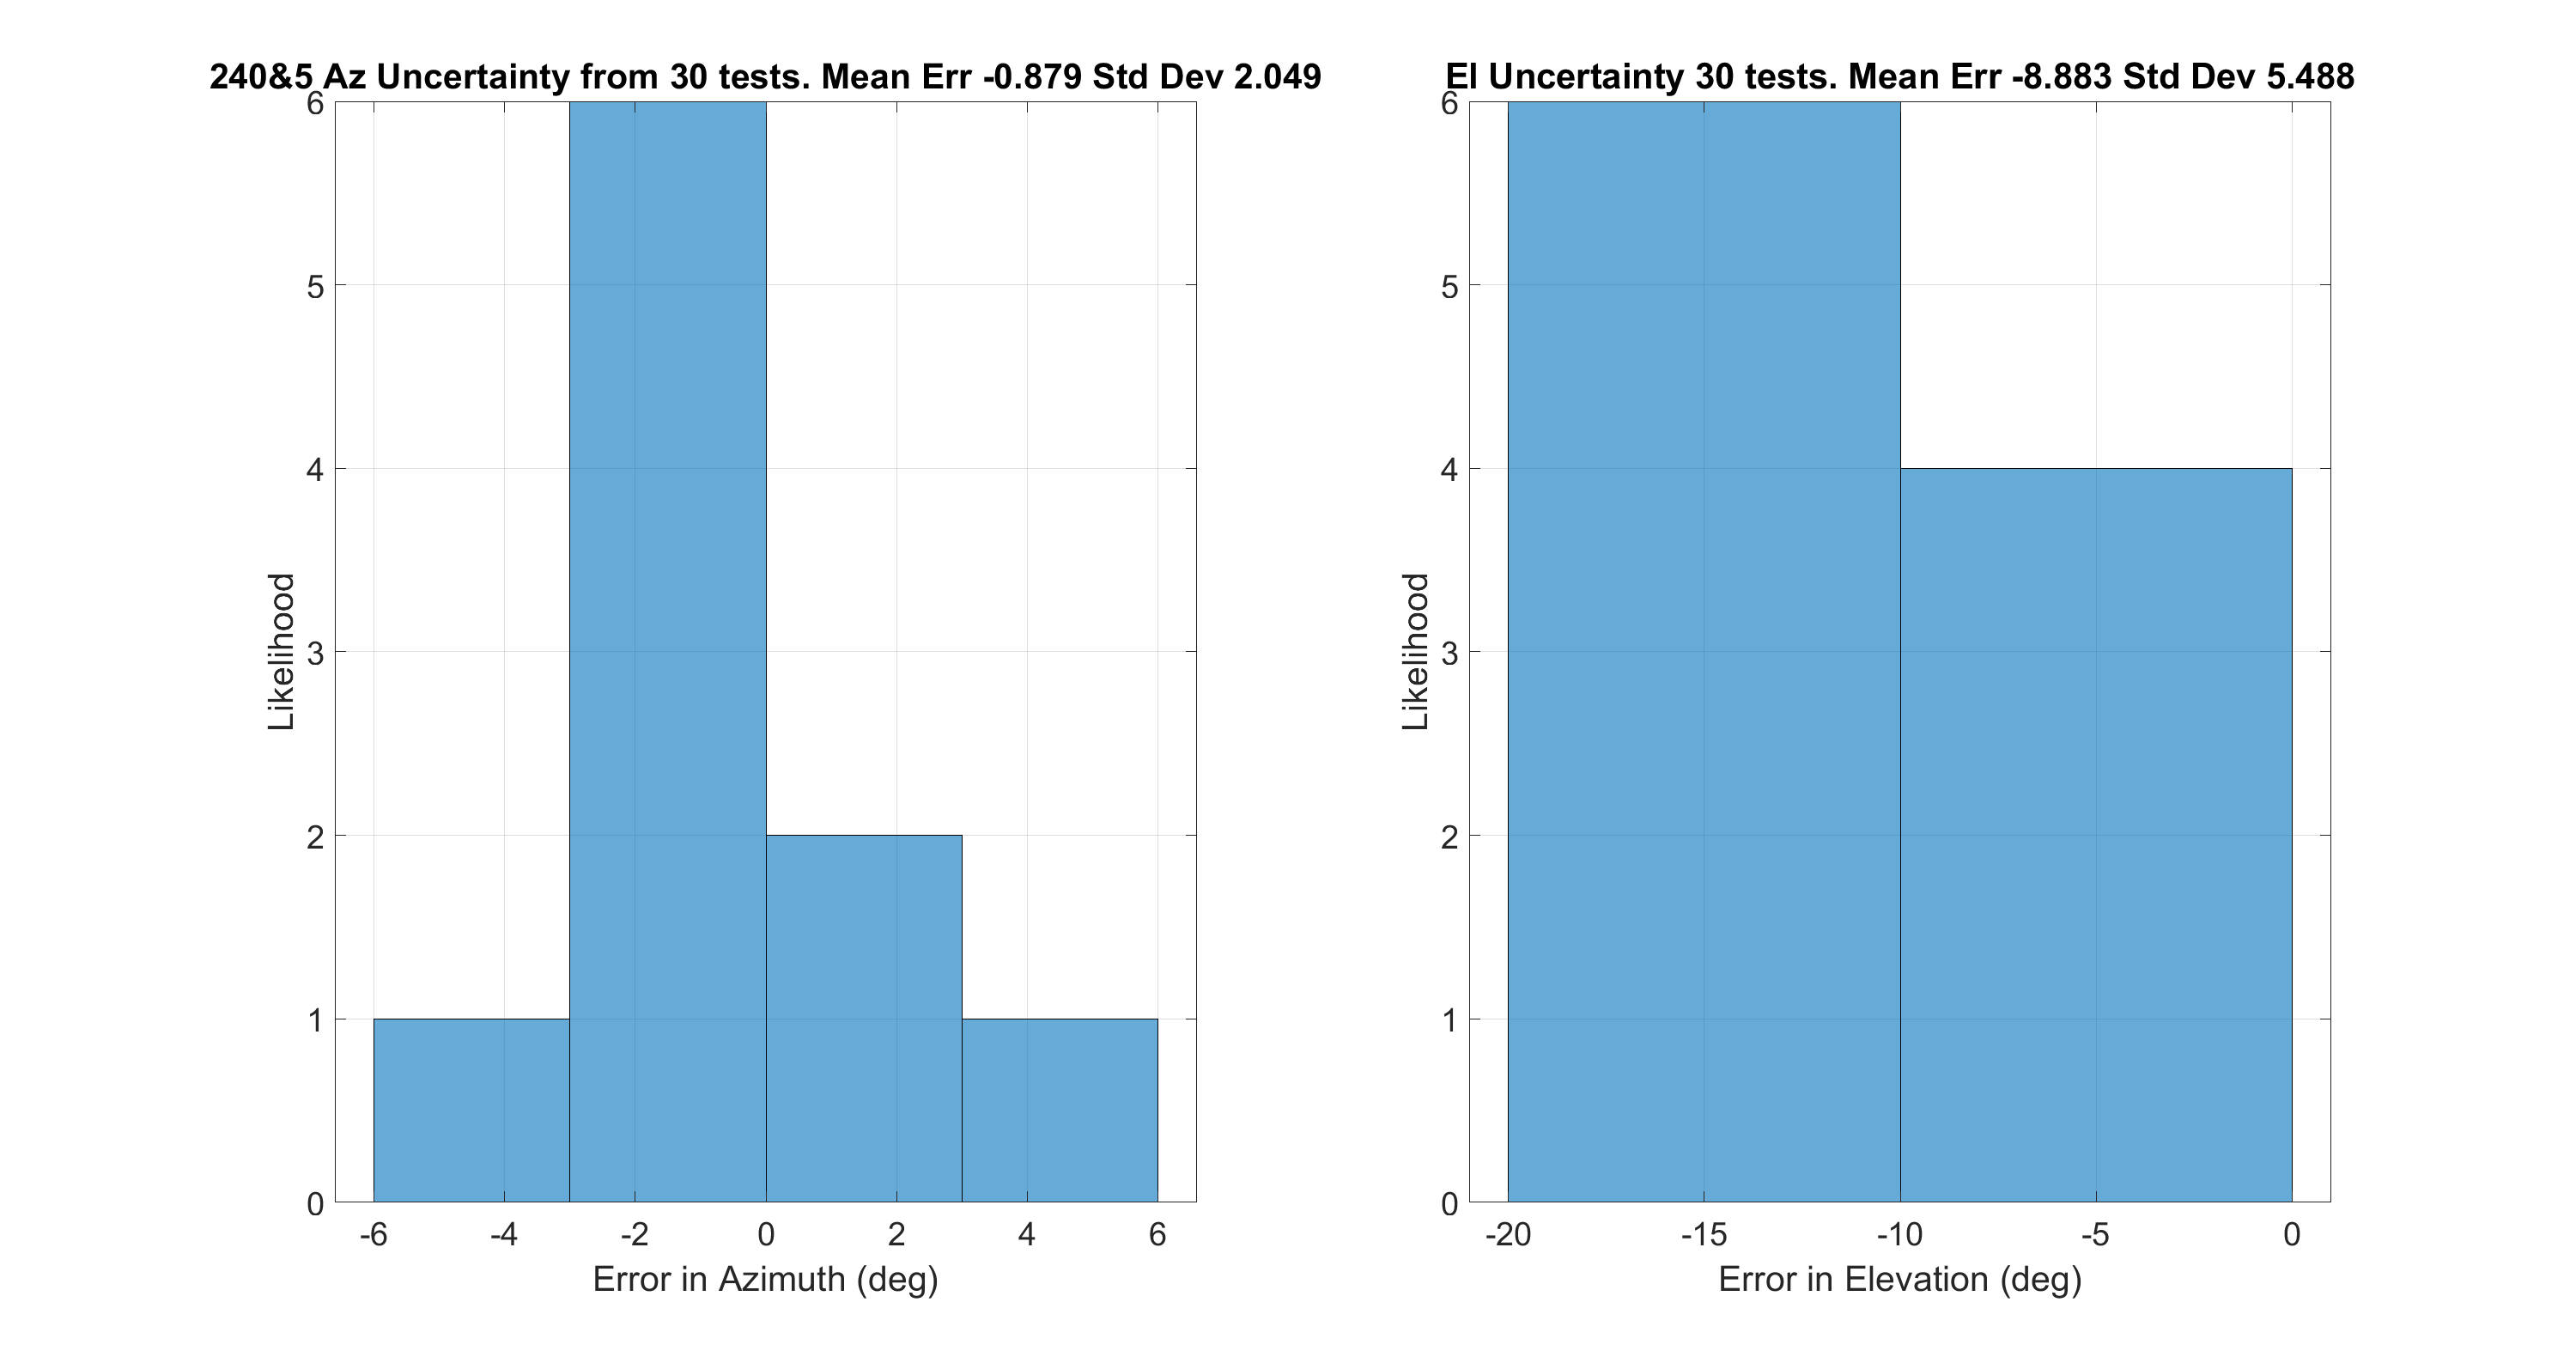 240&5 Az Uncertainty from 30 tests. Mean Err -0.879 Std Dev 2.049
6
5
4
3
2
1
0
Likelihood
-6 -4 -2 0 2 4 6
Error in Azimuth (deg)
El Uncertainty 30 tests. Mean Err -8.883 Std Dev 5.488
6
5
4
3
2
1
0
Likelihood
-20 -15 -10 -5 0
Error in Elevation (deg)